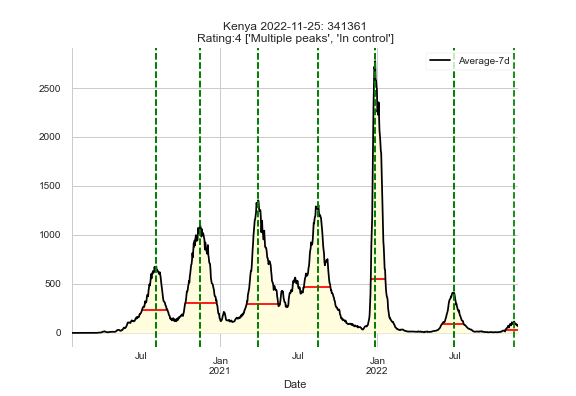 Kenya 2022-11-25: 341361
Rating:4 ['Multiple peaks', 'In control']
Average-7d
2500
2000
1500
1000
500
0
Jul
Jan
2021
Jul
Jan
2022
Jul
Date